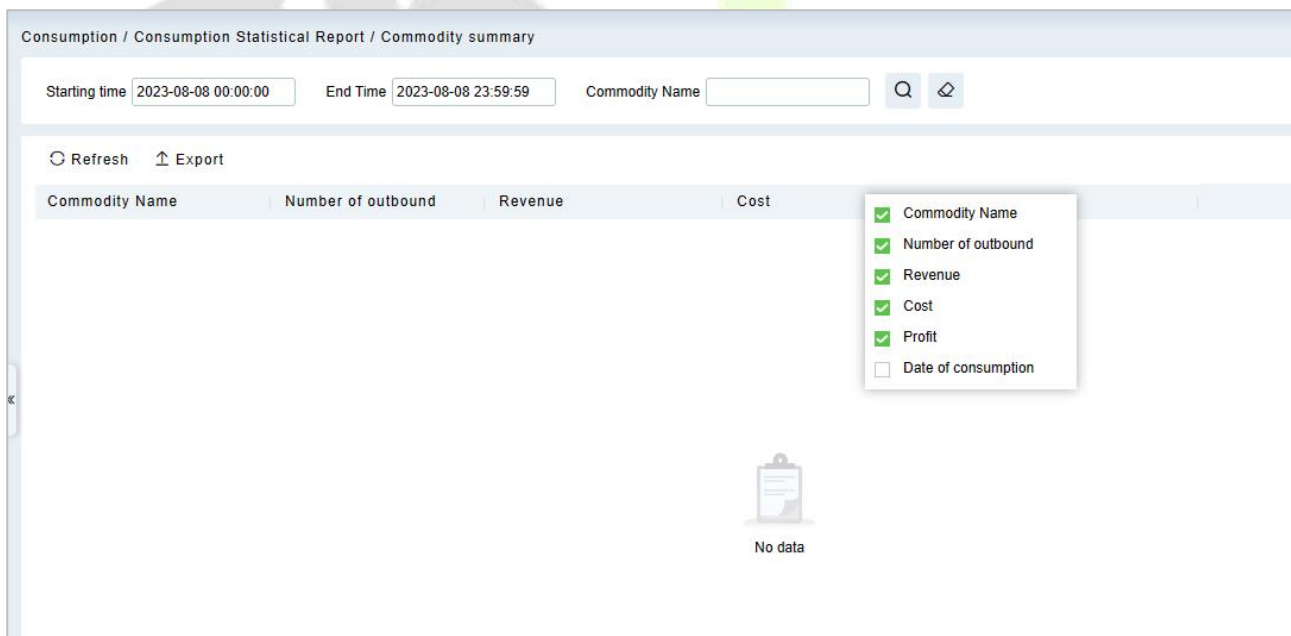 Consumption / Consumption Statistical Report / Commodity summary
Starting time 2023-08-08 00:00:00 End Time 2023-08-08 23:59:59 Commodity Name
Refresh Export
Commodity Name Number of outbound Revenue Cost
Commodity Name
Number of outbound
Revenue
Cost
Profit
Date of consumption
No data